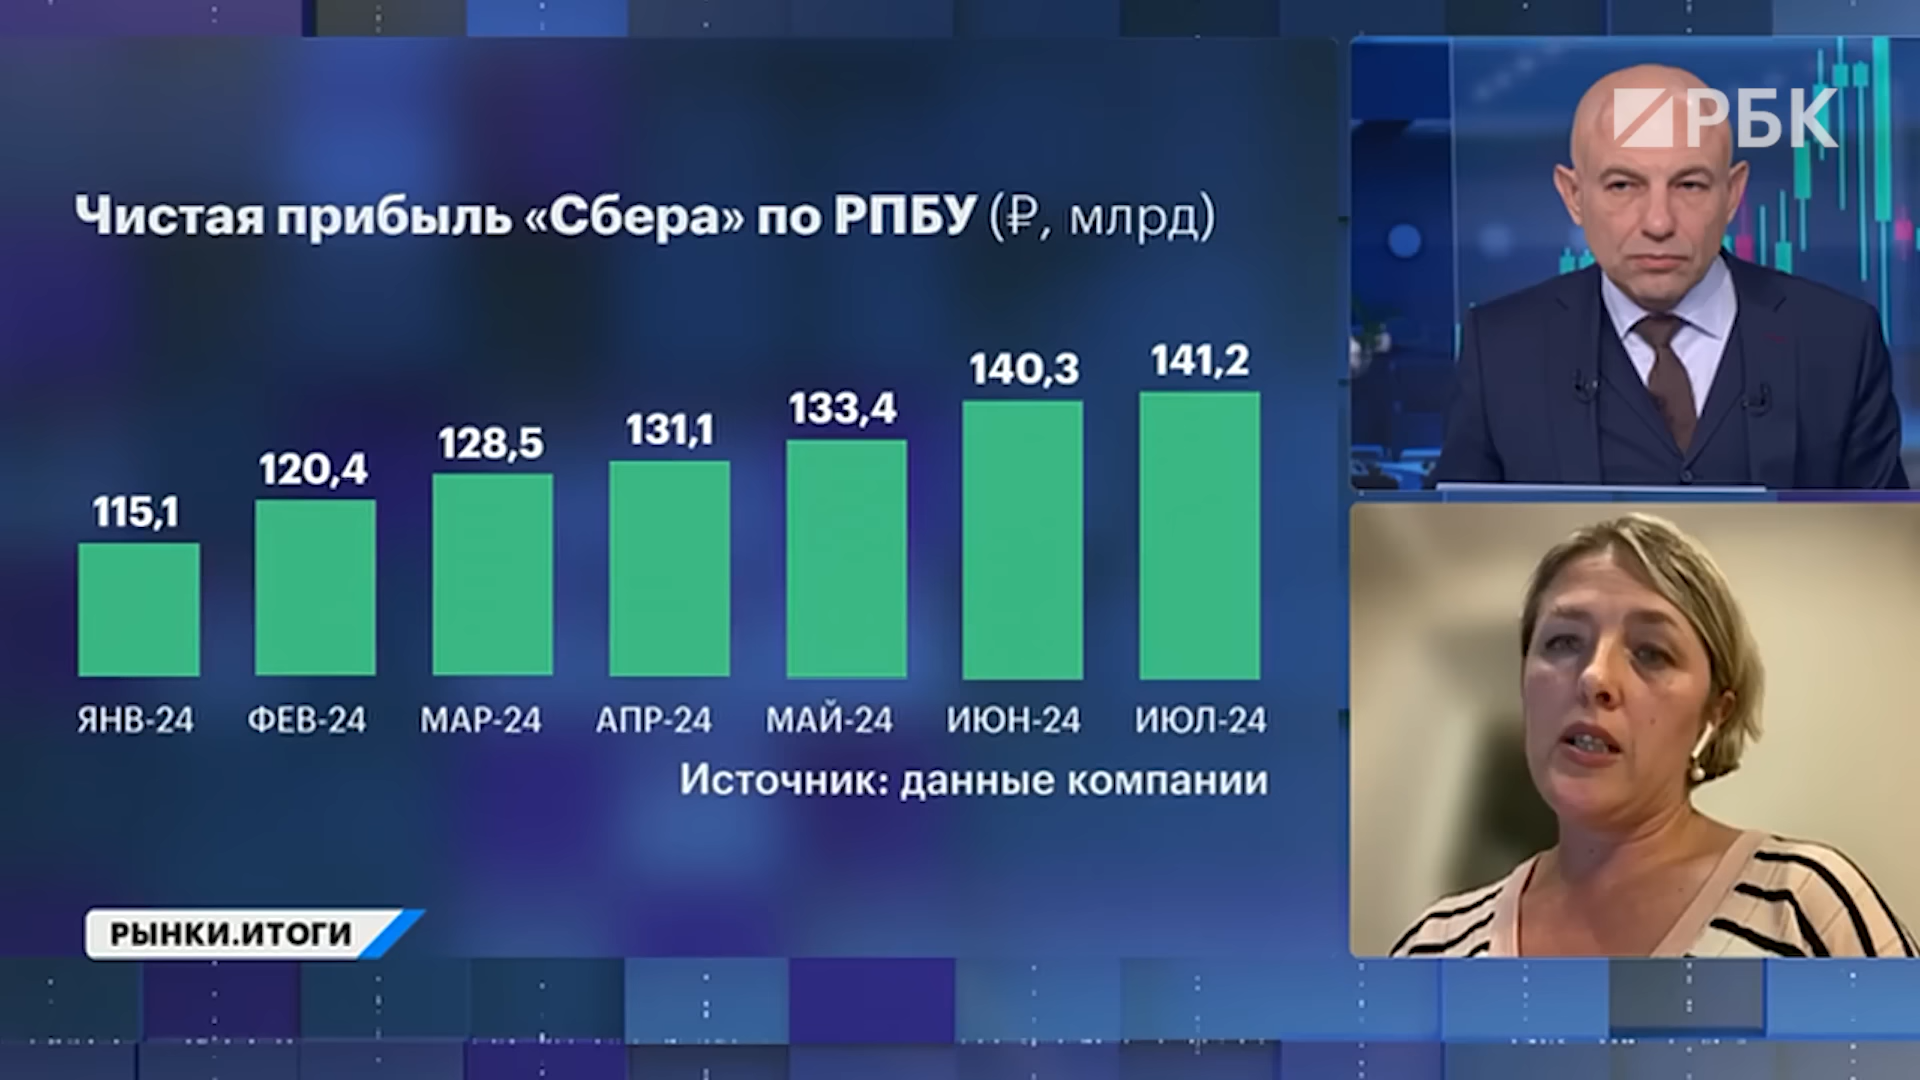 РБК
Чистая прибыль «Сбера» по РПБУ (₽, млрд)
115,1
120,4
128,5
131,1
133,4
140,3
141,2
ЯНВ-24
ФЕВ-24
МАР-24
АПР-24
МАЙ-24
ИЮН-24
ИЮЛ-24
Источник: данные компании
РЫНКИ.ИТОГИ